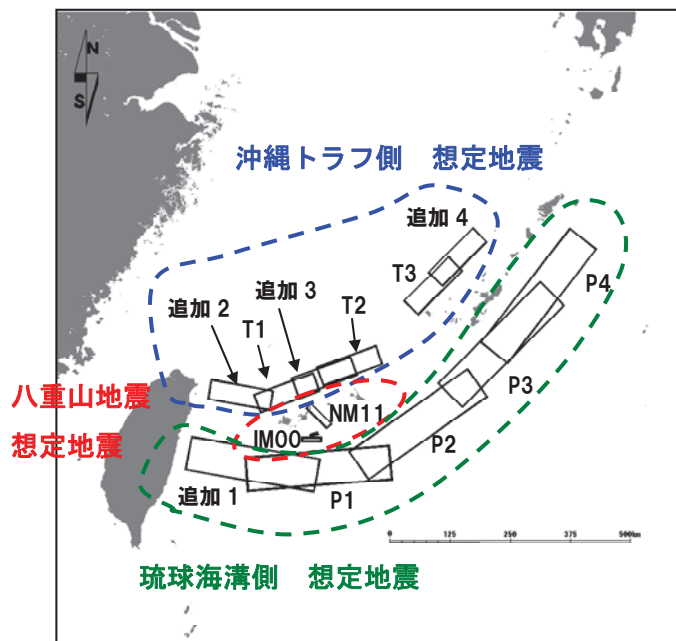 N
S
沖縄トラフ側 想定地震
追加 4
T3
追加 3
追加 2
T1
T2
P4
八重山地震
想定地震
NM11
IM00
P3
P2
追加 1
P1
0 125 250 500km
琉球海溝側 想定地震